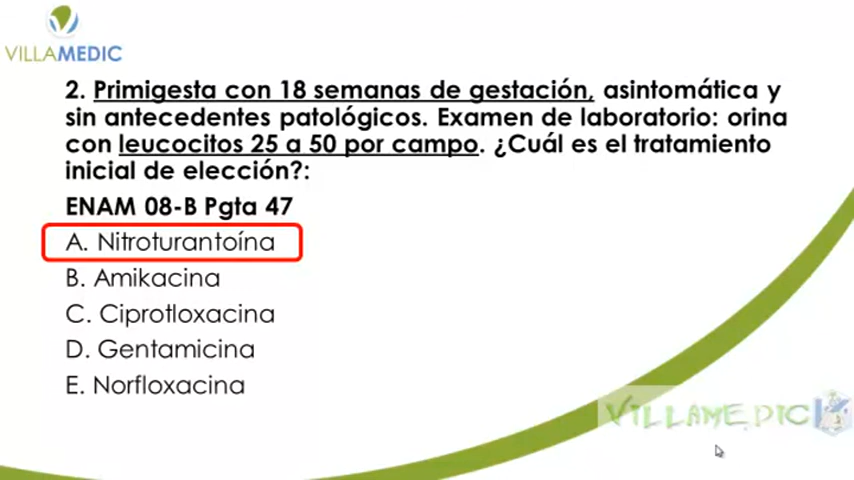 VILLAMEDIC
2. Primigesta con 18 semanas de gestación, asintomática y
sin antecedentes patológicos. Examen de laboratorio: orina
con leucocitos 25 a 50 por campo. ¿Cuál es el tratamiento
inicial de elección?:
ENAM 08-B Pgta 47
A. Nitroturantoína
B. Amikacina
C. Ciprotloxacina
D. Gentamicina
E. Norfloxacina
VILLAMEDIC